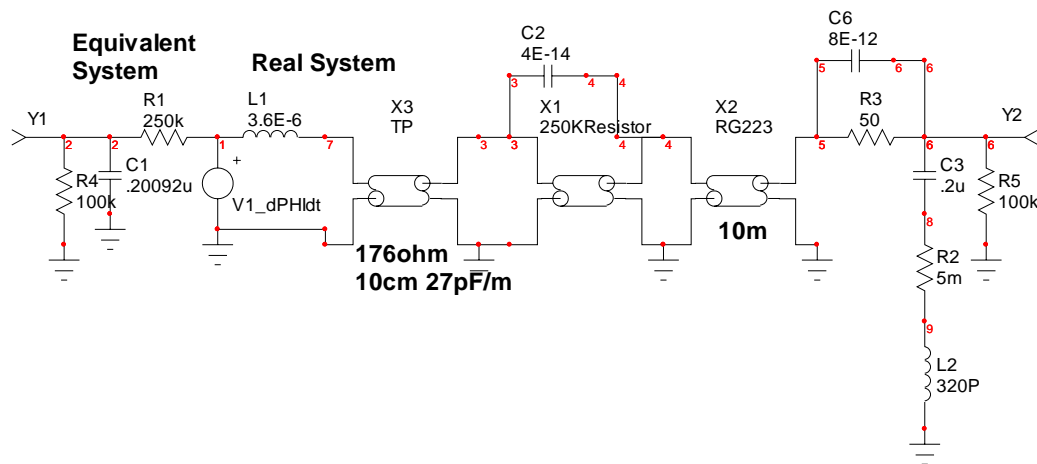 Equivalent
System
Real System
Y1
R1
250k
L1
3.6E-6
X3
TP
C2
4E-14
X1
250KResistor
X2
RG223
C6
8E-12
R3
50
Y2
2
2
1
7
3
3
3
4
4
4
4
5
5
6
6
6
6
+
R4
100k
C1
.20092u
V1_dPHIdt
176ohm
10cm 27pF/m
10m
C3
.2u
R5
100k
8
R2
5m
9
L2
320P